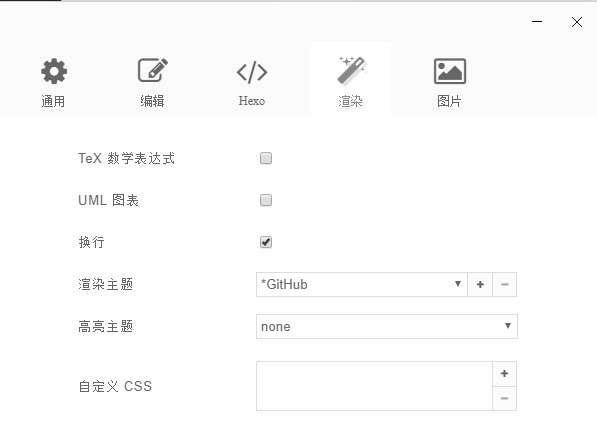 通用 编辑 Hexo 渲染 图片
TeX 数学表达式
UML 图表
换行
渲染主题 *GitHub
高亮主题 none
自定义 CSS